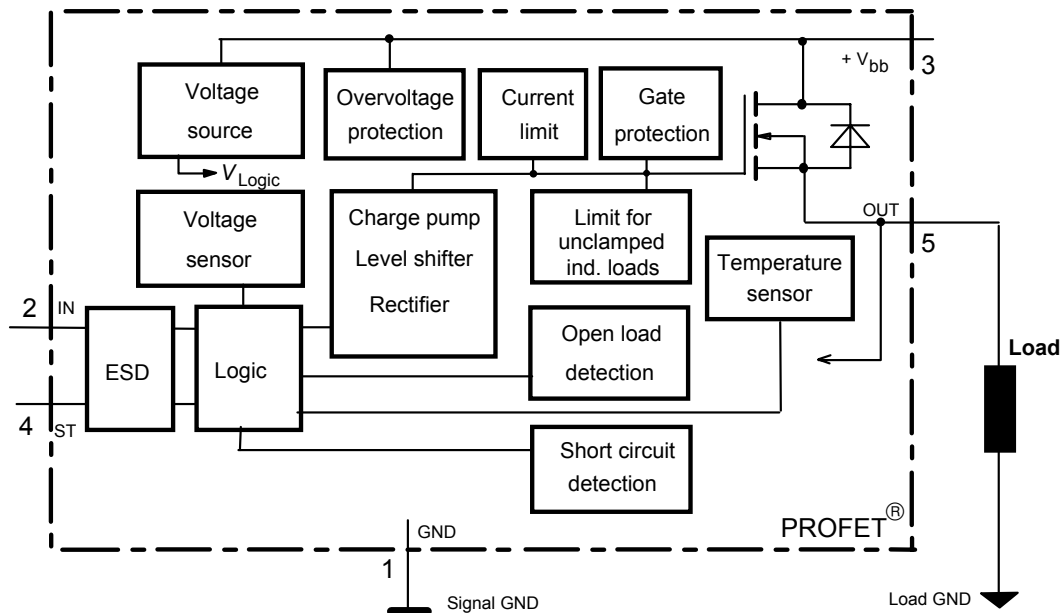 + Vbb
3
Voltage
source
Overvoltage
protection
Current
limit
Gate
protection
VLogic
Voltage
sensor
Charge pump
Level shifter
Rectifier
Limit for
unclamped
ind. loads
OUT
5
Temperature
sensor
2
IN
ESD
Logic
Open load
detection
Load
4
ST
Short circuit
detection
PROFET®
GND
1
Signal GND
Load GND